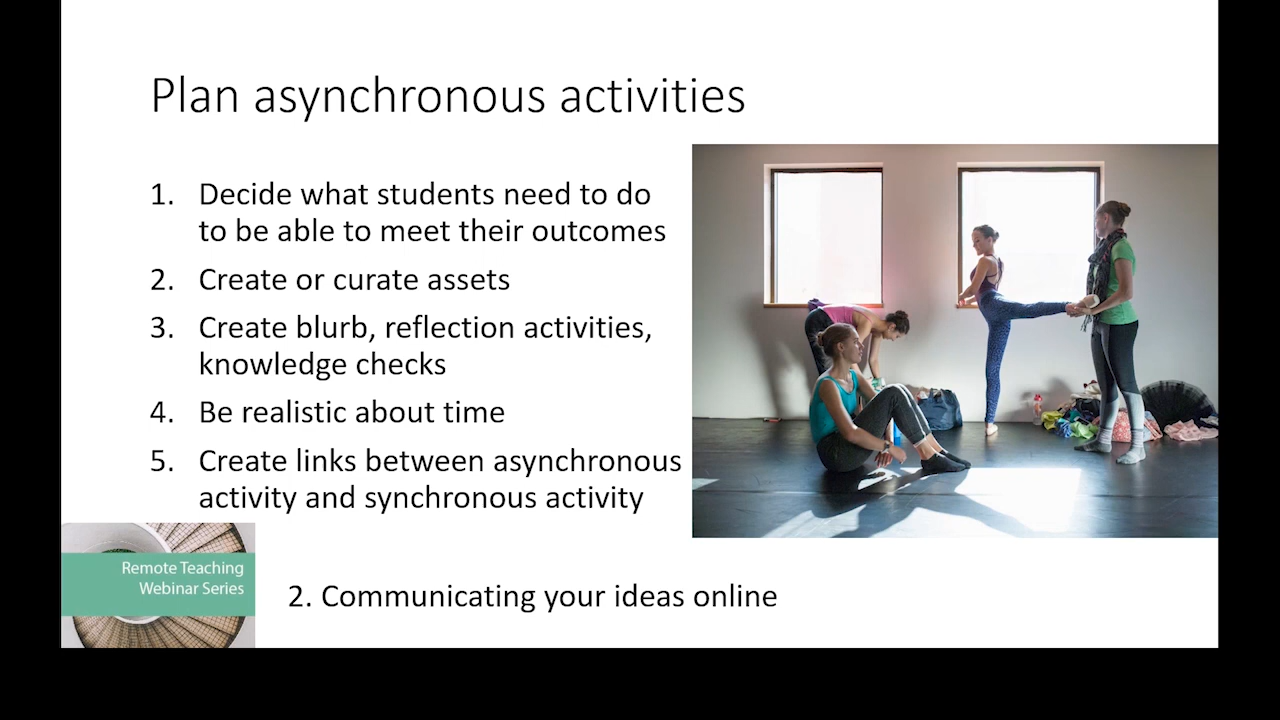 Plan asynchronous activities
1. Decide what students need to do
to be able to meet their outcomes
2. Create or curate assets
3. Create blurb, reflection activities,
knowledge checks
4. Be realistic about time
5. Create links between asynchronous
activity and synchronous activity
Remote Teaching
Webinar Series
2. Communicating your ideas online